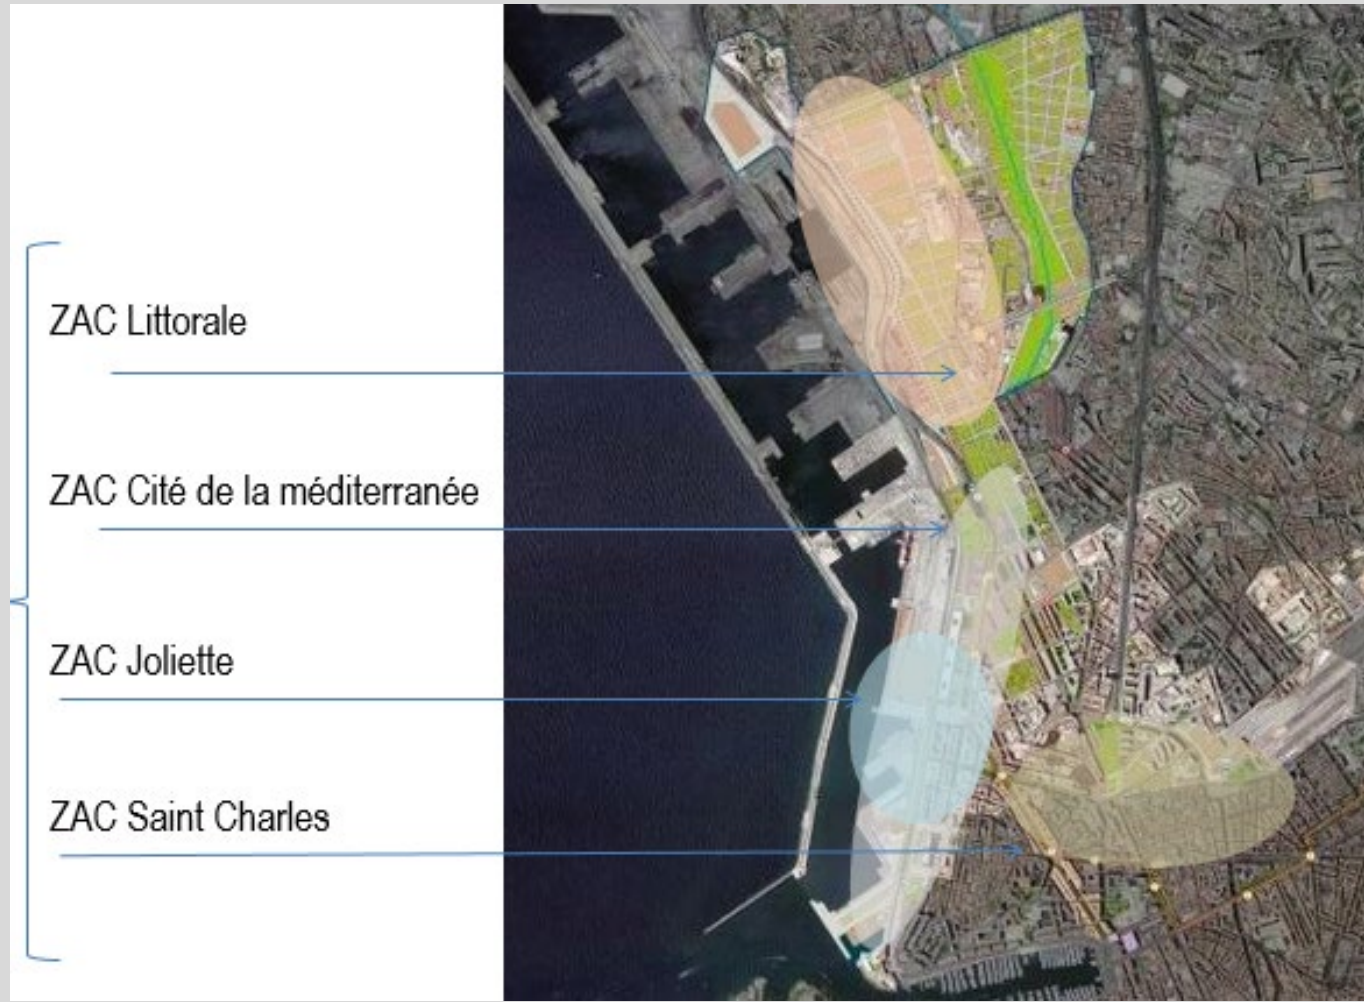 ZAC Littorale
ZAC Cité de la méditerranée
ZAC Joliette
ZAC Saint Charles